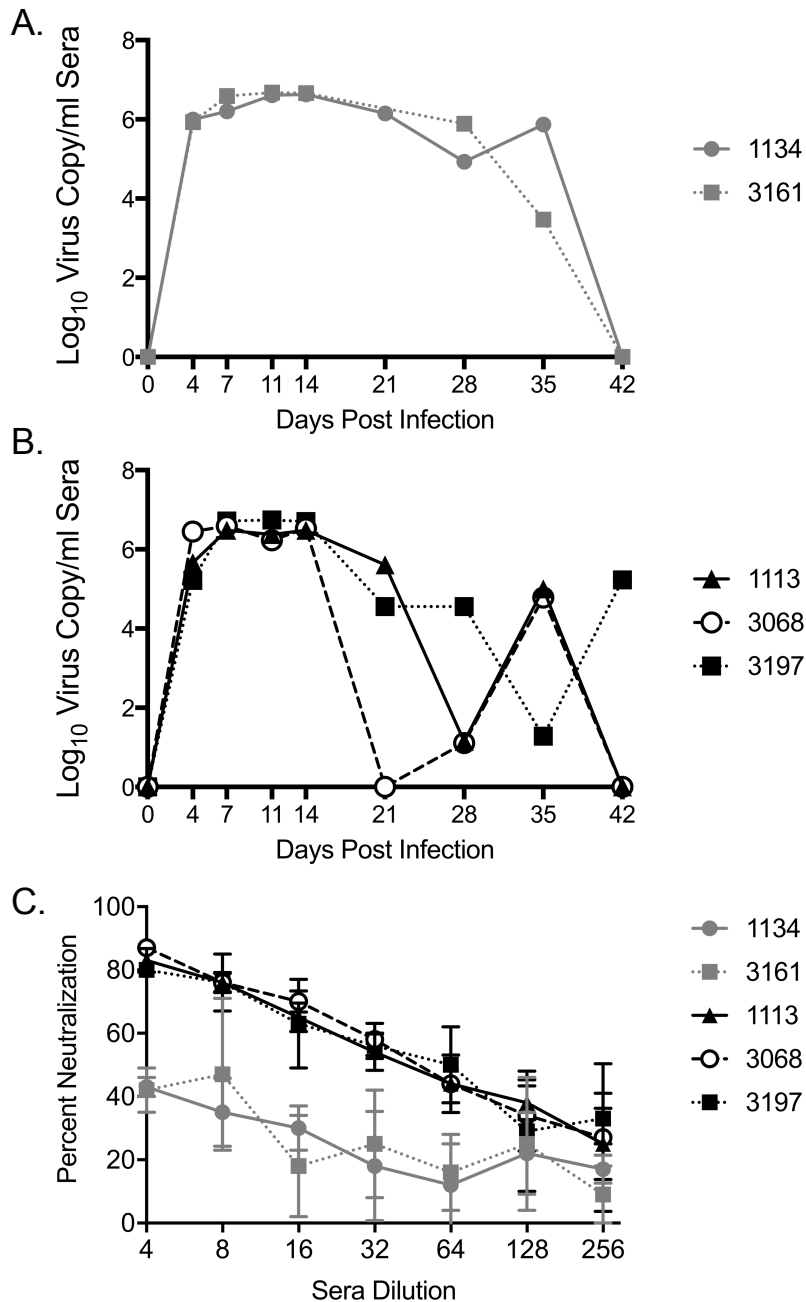 A.
Log10 Virus Copy/ml Sera
8
6
4
2
0
0 4 7 11 14 21 28 35 42
Days Post Infection
1134
3161
B.
Log10 Virus Copy/ml Sera
8
6
4
2
0
0 4 7 11 14 21 28 35 42
Days Post Infection
1113
3068
3197
C.
Percent Neutralization
100
80
60
40
20
0
4 8 16 32 64 128 256
Sera Dilution
1134
3161
1113
3068
3197